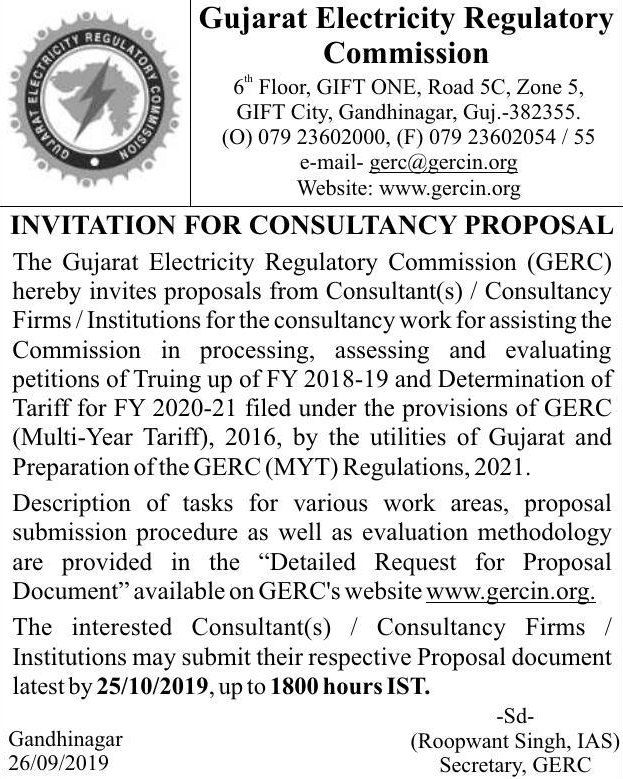 GUJARAT ELECTRICITY REGULATORY COMMISSION
Gujarat Electricity Regulatory
Commission
6th Floor, GIFT ONE, Road 5C, Zone 5,
GIFT City, Gandhinagar, Guj.-382355.
(O) 079 23602000, (F) 079 23602054 / 55
e-mail- gerc@gercin.org
Website: www.gercin.org
INVITATION FOR CONSULTANCY PROPOSAL
The Gujarat Electricity Regulatory Commission (GERC)
hereby invites proposals from Consultant(s) / Consultancy
Firms / Institutions for the consultancy work for assisting the
Commission in processing, assessing and evaluating
petitions of Truing up of FY 2018-19 and Determination of
Tariff for FY 2020-21 filed under the provisions of GERC
(Multi-Year Tariff), 2016, by the utilities of Gujarat and
Preparation of the GERC (MYT) Regulations, 2021.
Description of tasks for various work areas, proposal
submission procedure as well as evaluation methodology
are provided in the “Detailed Request for Proposal
Document” available on GERC's website www.gercin.org.
The interested Consultant(s) / Consultancy Firms /
Institutions may submit their respective Proposal document
latest by 25/10/2019, up to 1800 hours IST.
-Sd-
Gandhinagar (Roopwant Singh, IAS)
26/09/2019 Secretary, GERC